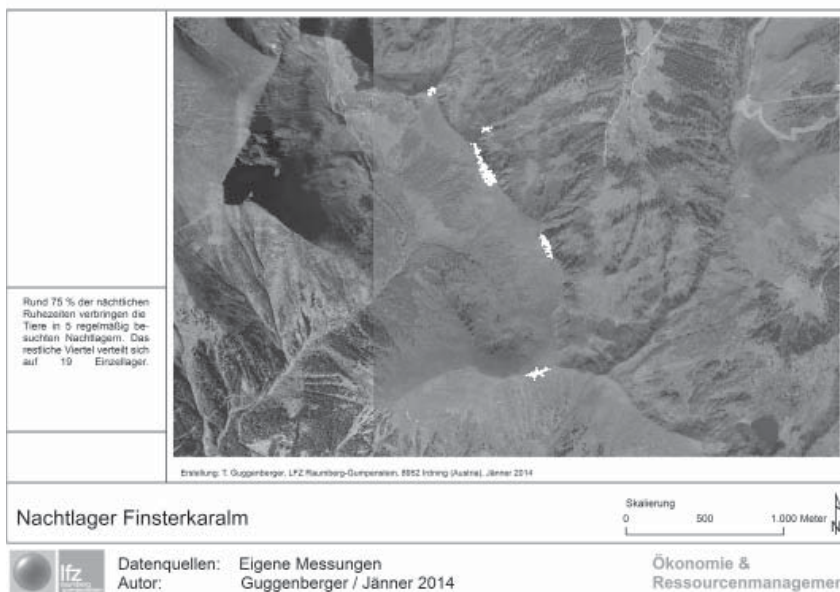 Rund 75 % der nächtlichen
Ruhezeiten verbringen die
Tiere in 5 regelmäßig be-
suchten Nachtlagern. Das
restliche Viertel verteilt sich
auf 19 Einzellager.
Erstellung: T. Guggenberger, LFZ Raumberg-Gumpenstein, 8952 Irdning (Austria), Jänner 2014
Nachtlager Finsterkaralm
Skalierung
0 500 1.000 Meter
N
lfz
Datenquellen: Eigene Messungen
Autor: Guggenberger / Jänner 2014
Ökonomie &
Ressourcenmanagemen